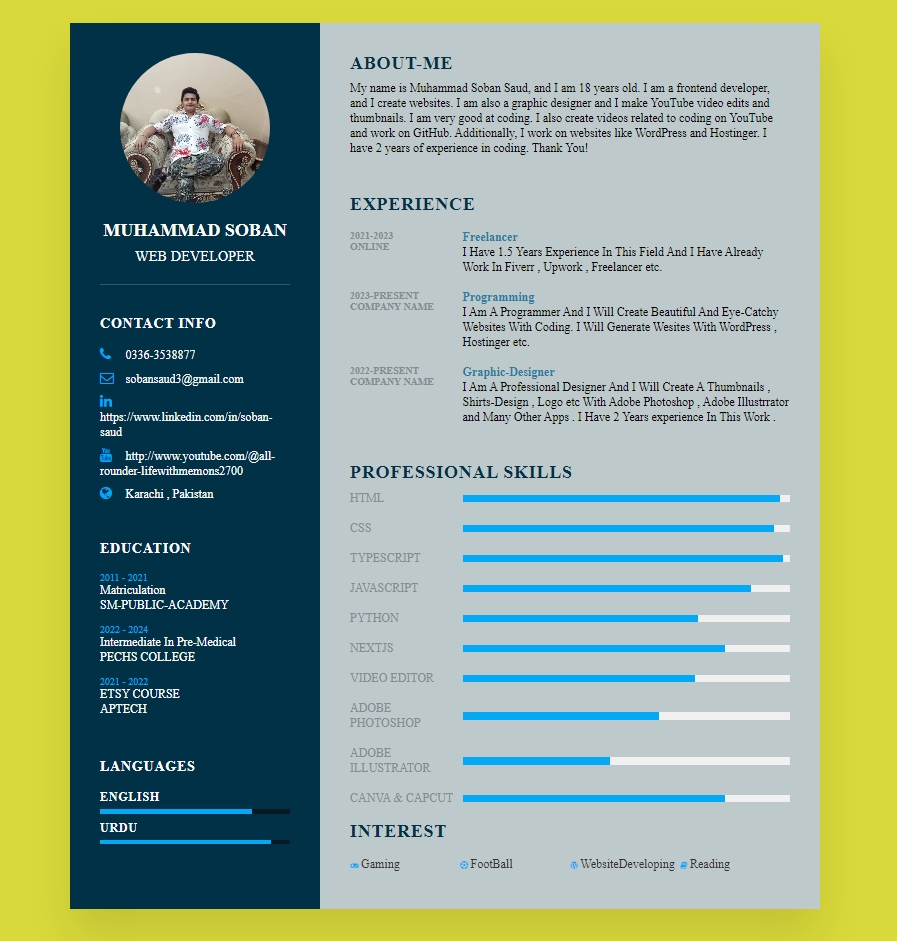 MUHAMMAD SOBAN
WEB DEVELOPER
CONTACT INFO
0336-3538877
sobansaud3@gmail.com
https://www.linkedin.com/in/soban-
saud
http://www.youtube.com/@all-
rounder-lifewithmemons2700
Karachi , Pakistan
EDUCATION
2011 - 2021
Matriculation
SM-PUBLIC-ACADEMY
2022 - 2024
Intermediate In Pre-Medical
PECHS COLLEGE
2021 - 2022
ETSY COURSE
APTECH
LANGUAGES
ENGLISH
URDU
ABOUT-ME
My name is Muhammad Soban Saud, and I am 18 years old. I am a frontend developer,
and I create websites. I am also a graphic designer and I make YouTube video edits and
thumbnails. I am very good at coding. I also create videos related to coding on YouTube
and work on GitHub. Additionally, I work on websites like WordPress and Hostinger. I
have 2 years of experience in coding. Thank You!
EXPERIENCE
2021-2023
ONLINE
Freelancer
I Have 1.5 Years Experience In This Field And I Have Already
Work In Fiverr , Upwork , Freelancer etc.
2023-PRESENT
COMPANY NAME
Programming
I Am A Programmer And I Will Create Beautiful And Eye-Catchy
Websites With Coding. I Will Generate Wesites With WordPress ,
Hostinger etc.
2022-PRESENT
COMPANY NAME
Graphic-Designer
I Am A Professional Designer And I Will Create A Thumbnails ,
Shirts-Design , Logo etc With Adobe Photoshop , Adobe Illustrrator
and Many Other Apps . I Have 2 Years experience In This Work .
PROFESSIONAL SKILLS
HTML
CSS
TYPESCRIPT
JAVASCRIPT
PYTHON
NEXTJS
VIDEO EDITOR
ADOBE
PHOTOSHOP
ADOBE
ILLUSTRATOR
CANVA & CAPCUT
INTEREST
Gaming FootBall WebsiteDeveloping Reading